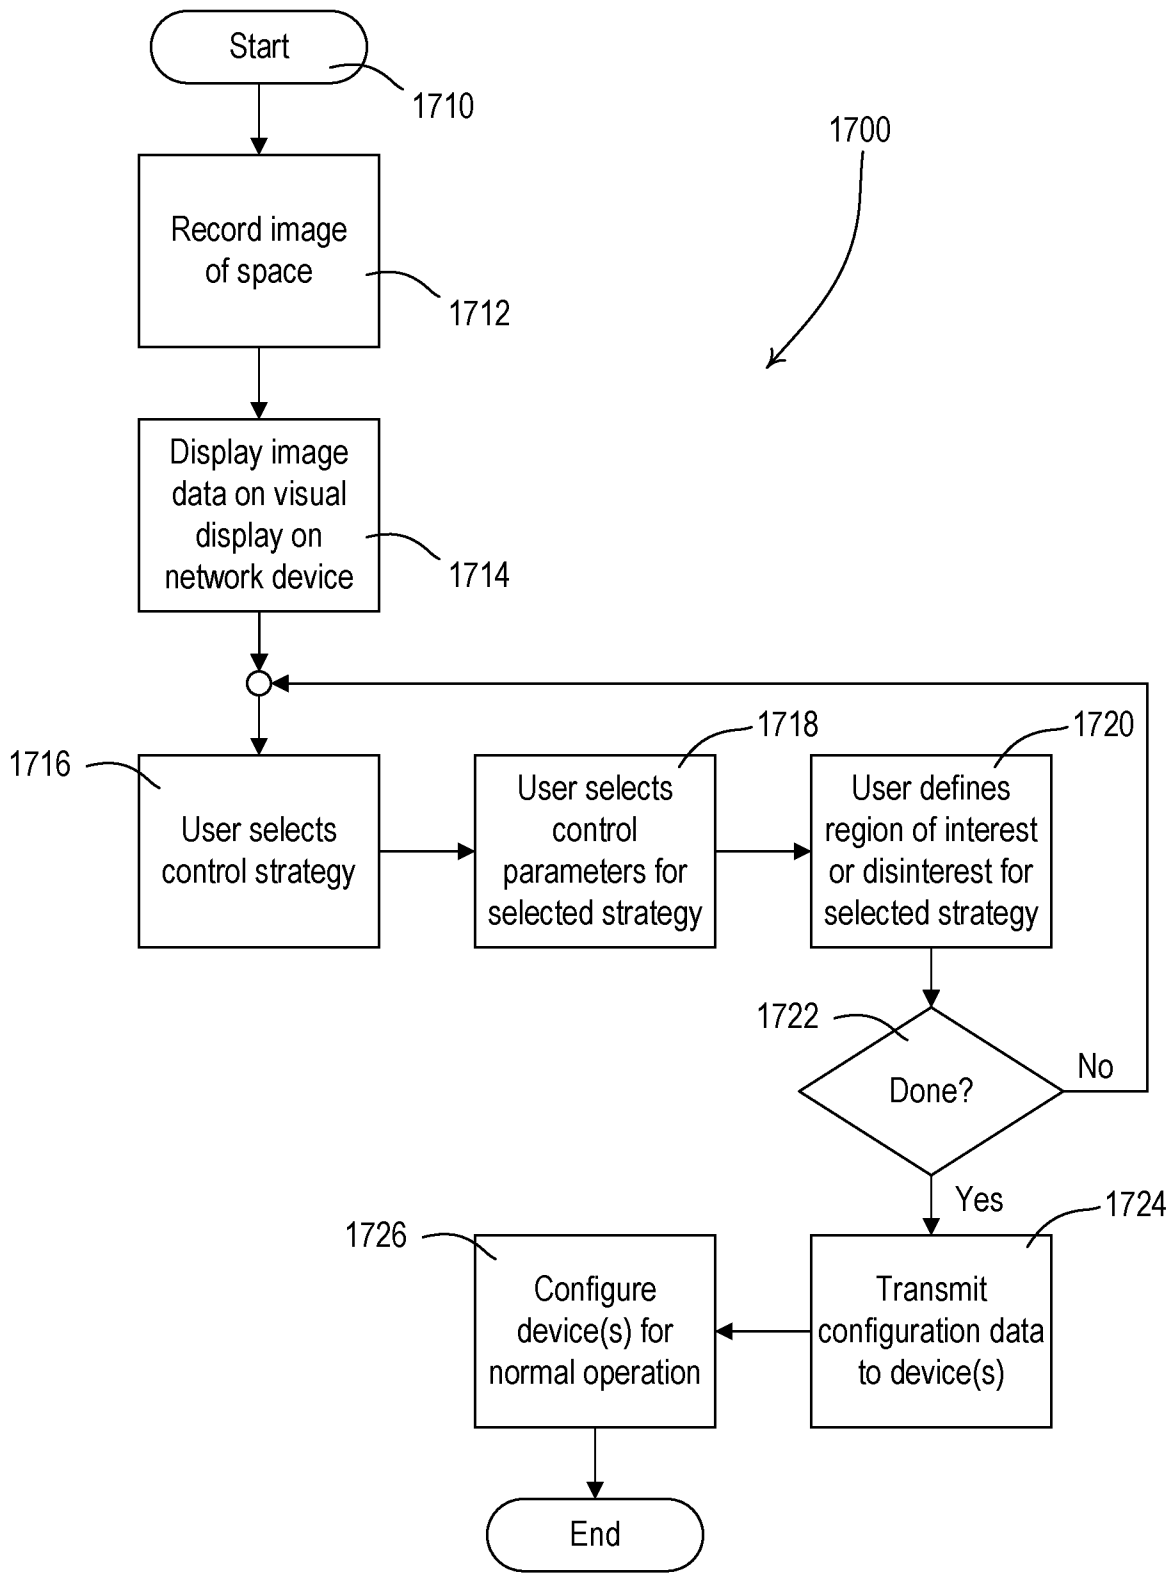 Start
1710
1700
Record image
of space
1712
Display image
data on visual
display on
network device
1714
1716
User selects
control strategy
1718
User selects
control
parameters for
selected strategy
1720
User defines
region of interest
or disinterest for
selected strategy
1722
Done?
No
Yes
1724
Transmit
configuration data
to device(s)
1726
Configure
device(s) for
normal operation
End